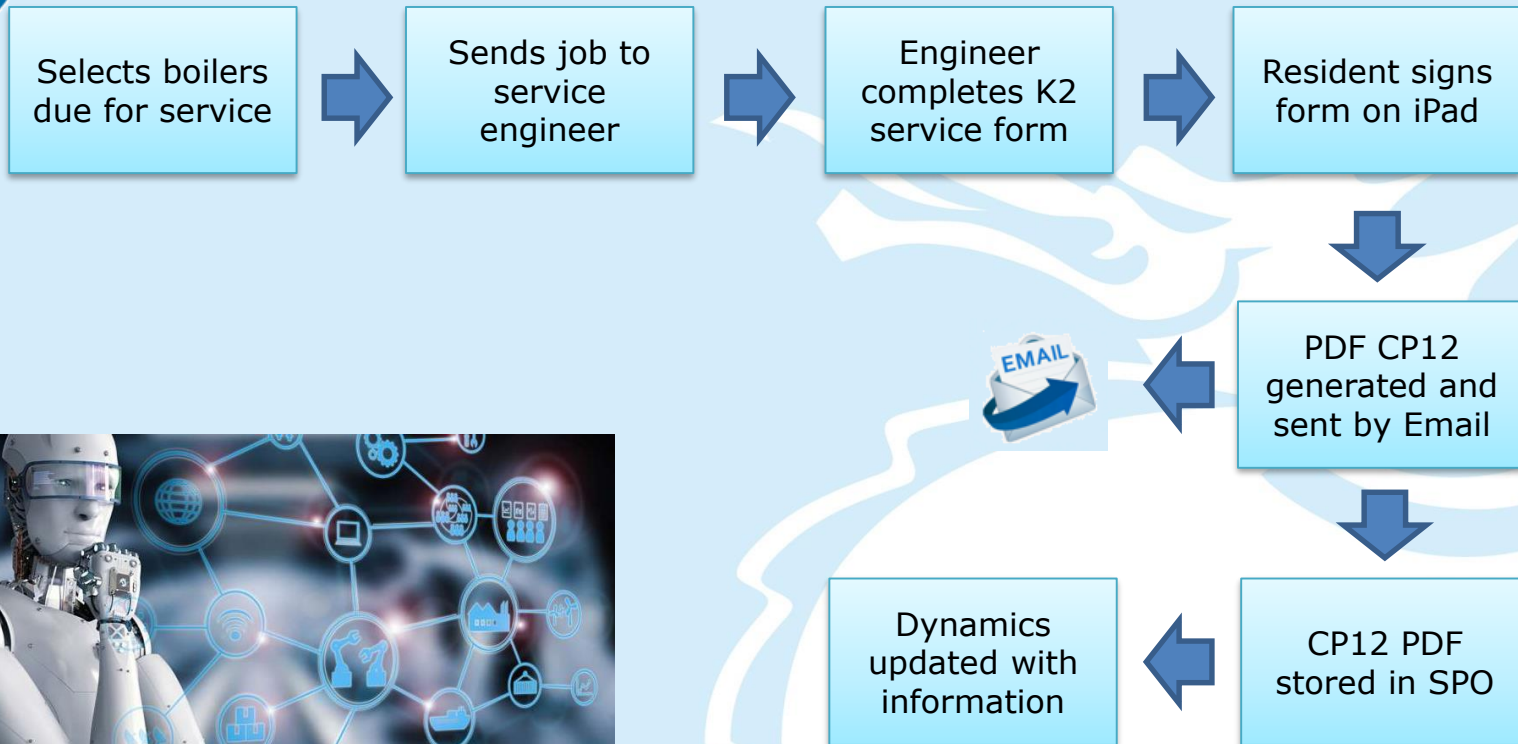 Selects boilers
due for service
Sends job to
service
engineer
Engineer
completes K2
service form
Resident signs
form on iPad
EMAIL
PDF CP12
generated and
sent by Email
CP12 PDF
stored in SPO
Dynamics
updated with
information